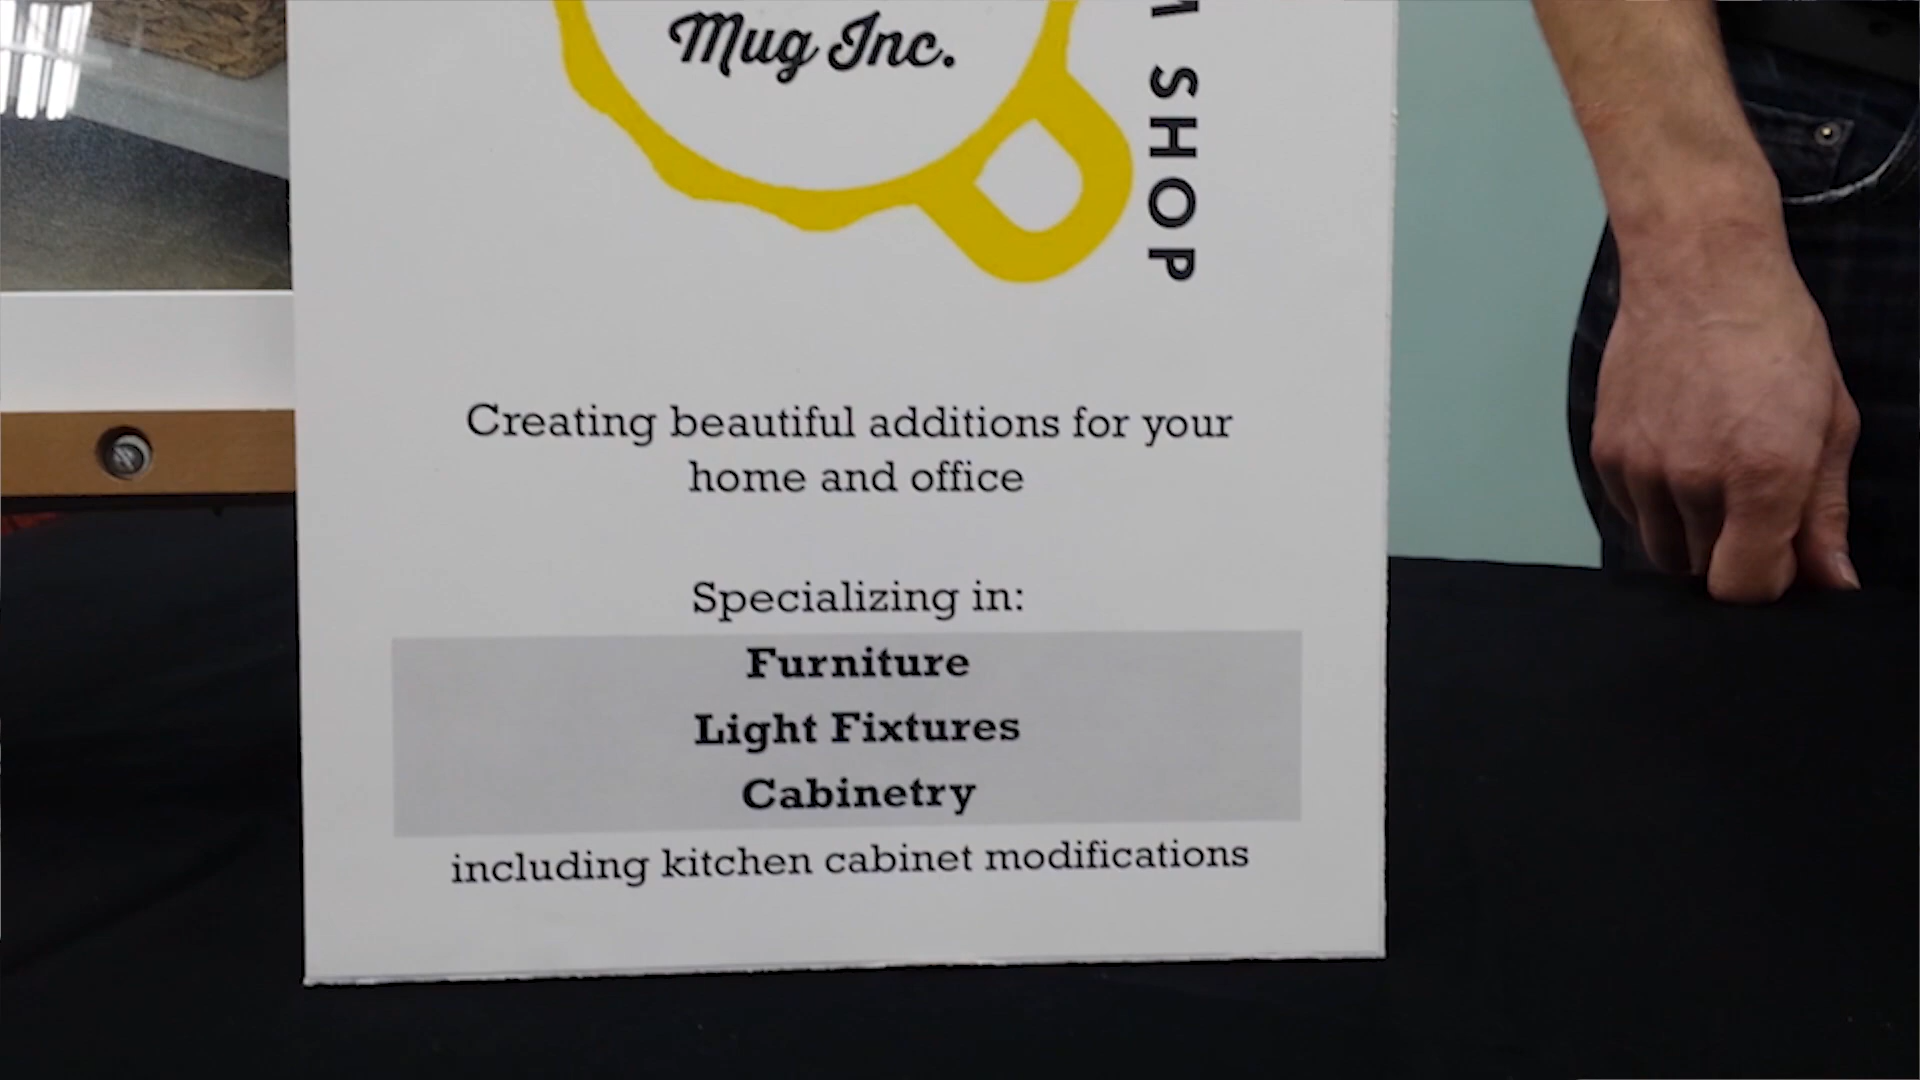 Mug Inc.
SHOP
Creating beautiful additions for your
home and office
Specializing in:
Furniture
Light Fixtures
Cabinetry
including kitchen cabinet modifications